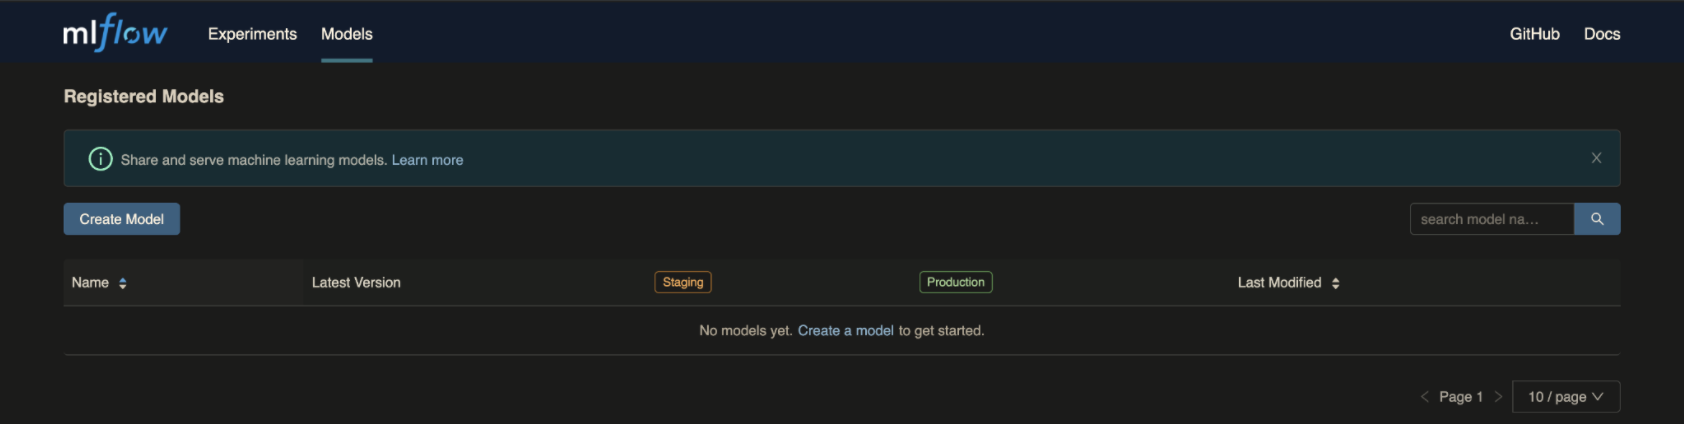 mlflow Experiments Models GitHub Docs
Registered Models
Share and serve machine learning models. Learn more
Create Model search model na...
Name Latest Version Staging Production Last Modified
No models yet. Create a model to get started.
Page 1 10 / page